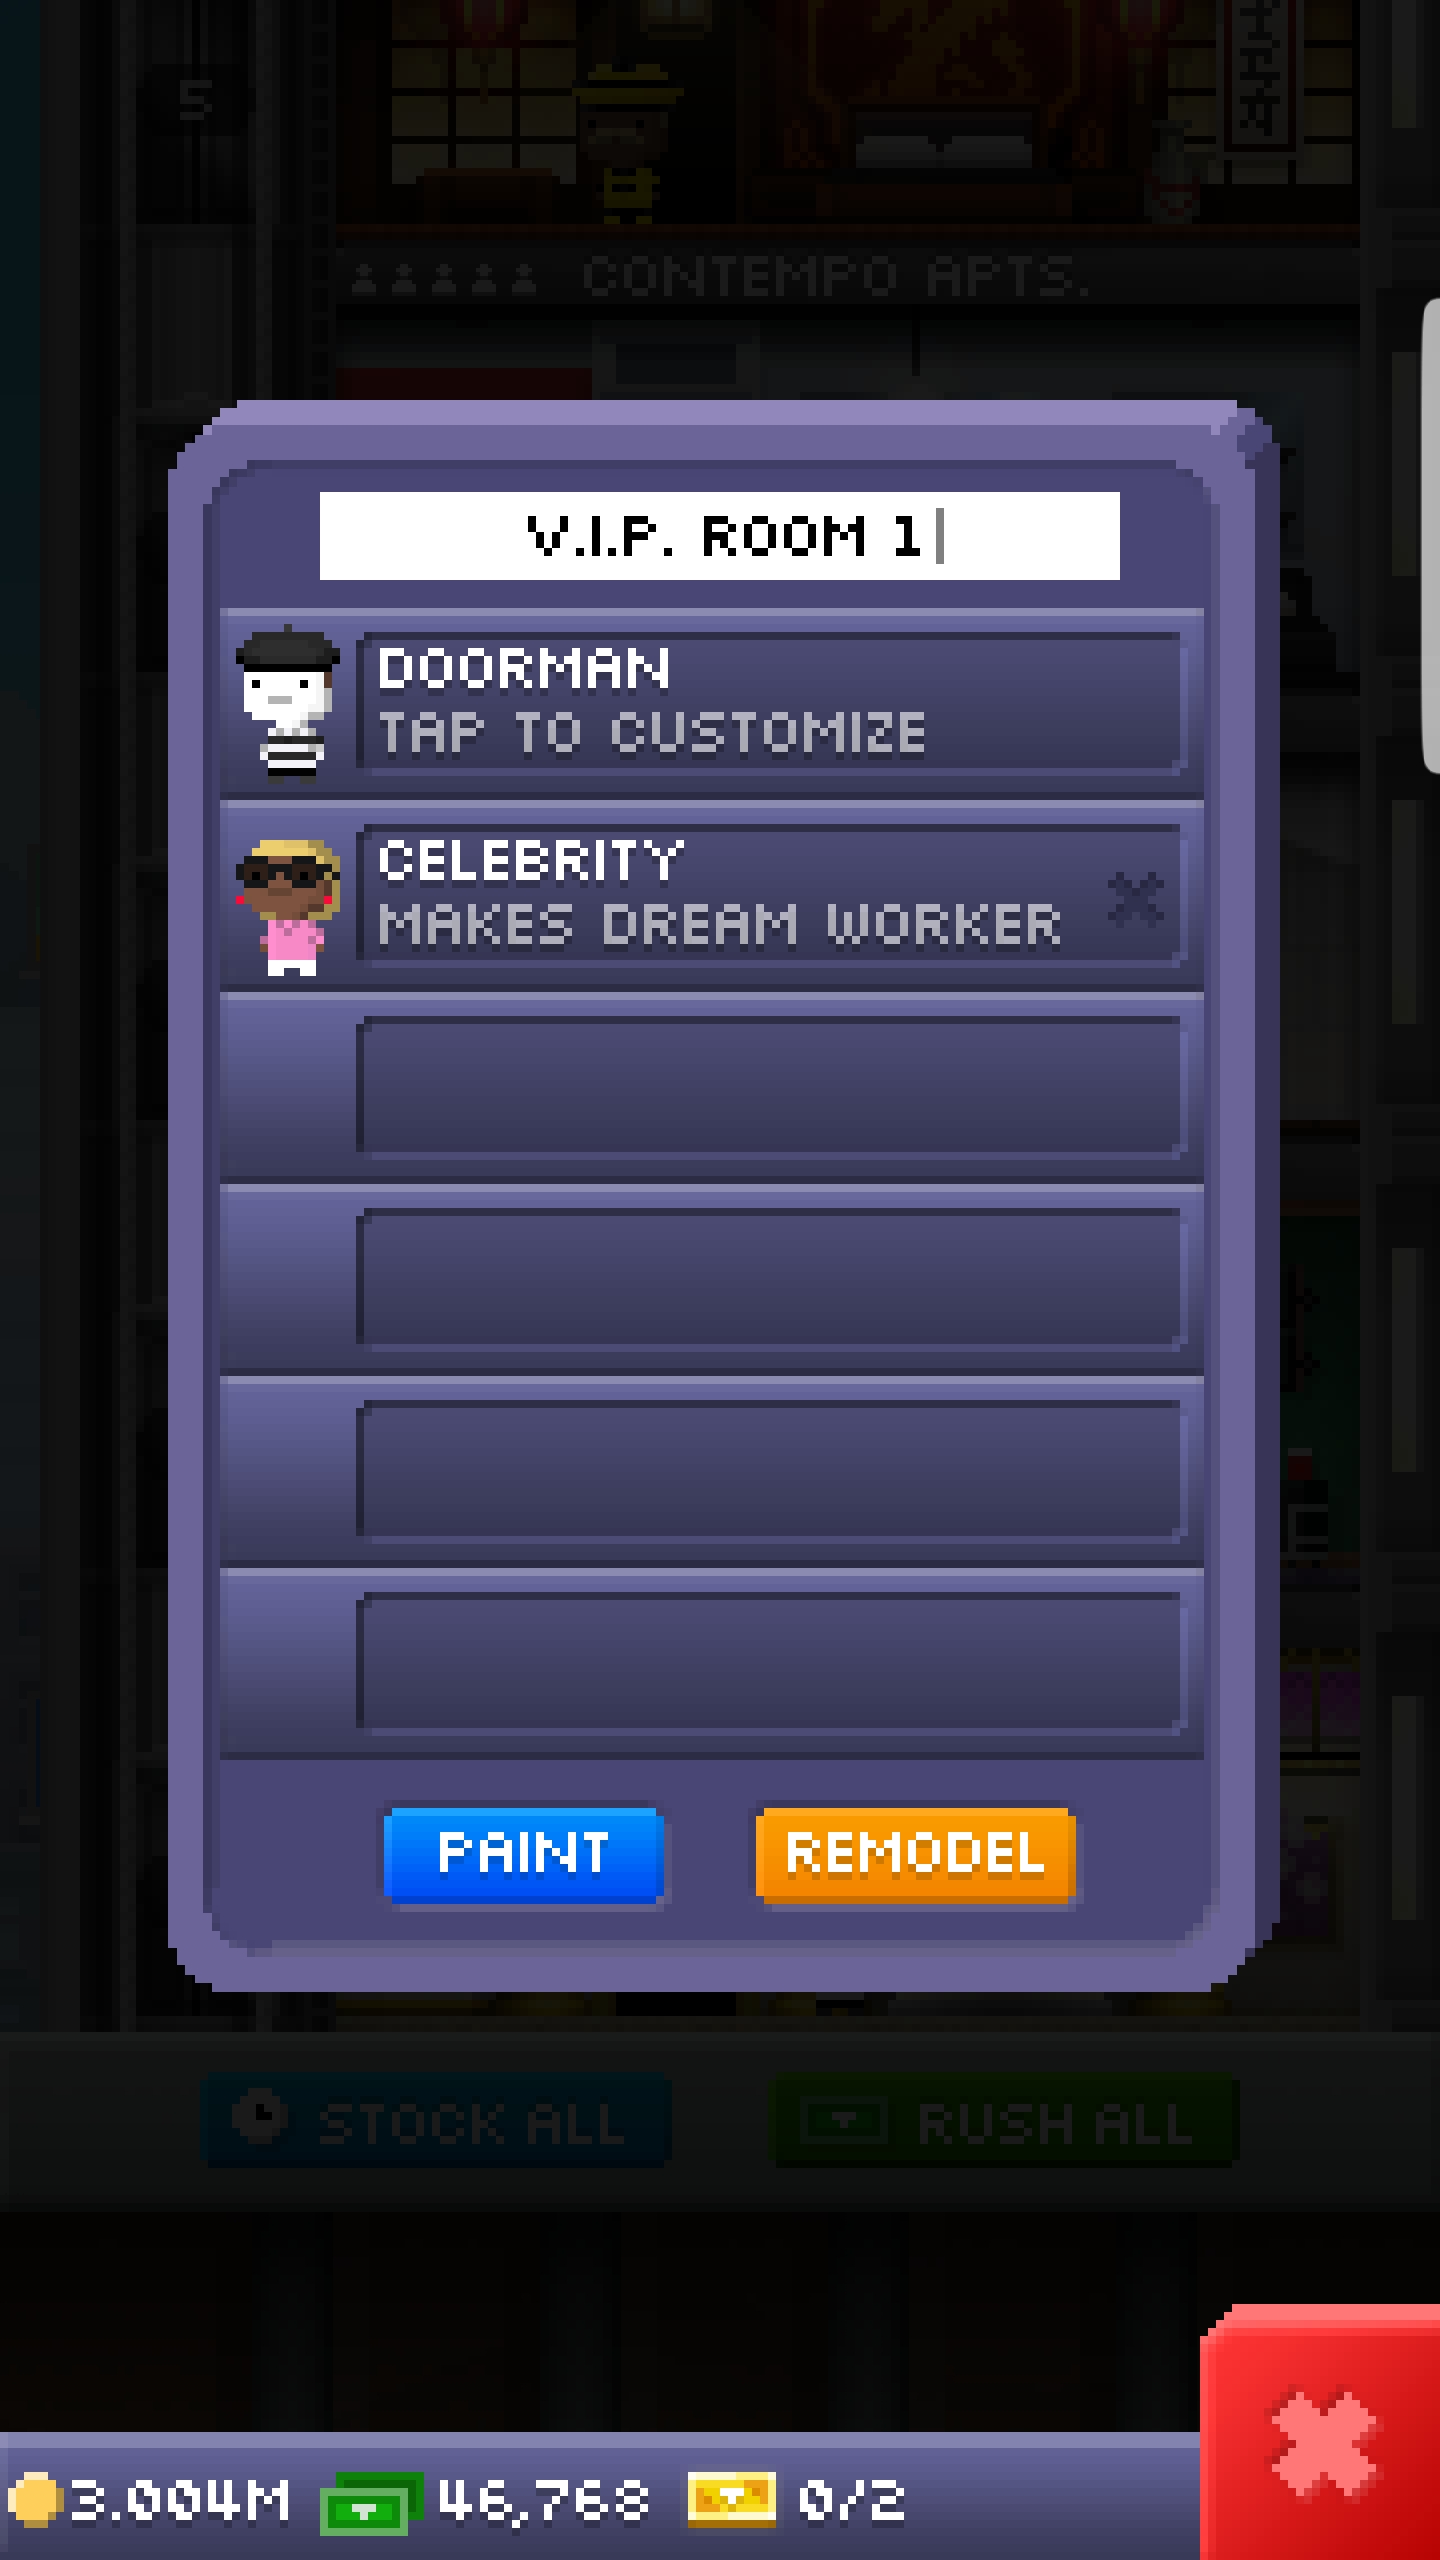 5
CONTEMPO APTS.
V.I.P. ROOM 1
DOORMAN
TAP TO CUSTOMIZE
CELEBRITY
MAKES DREAM WORKER
PAINT
REMODEL
STOCK ALL
RUSH ALL
3.004M
46,768
0/2